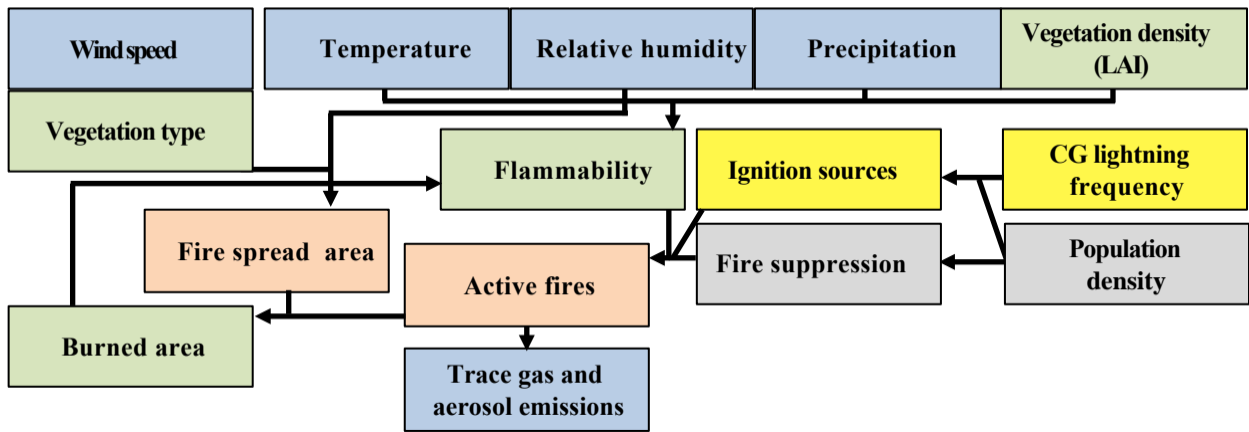 Wind speed
Temperature
Relative humidity
Precipitation
Vegetation density
(LAI)
Vegetation type
Flammability
Ignition sources
CG lightning
frequency
Fire spread area
Active fires
Fire suppression
Population
density
Burned area
Trace gas and
aerosol emissions